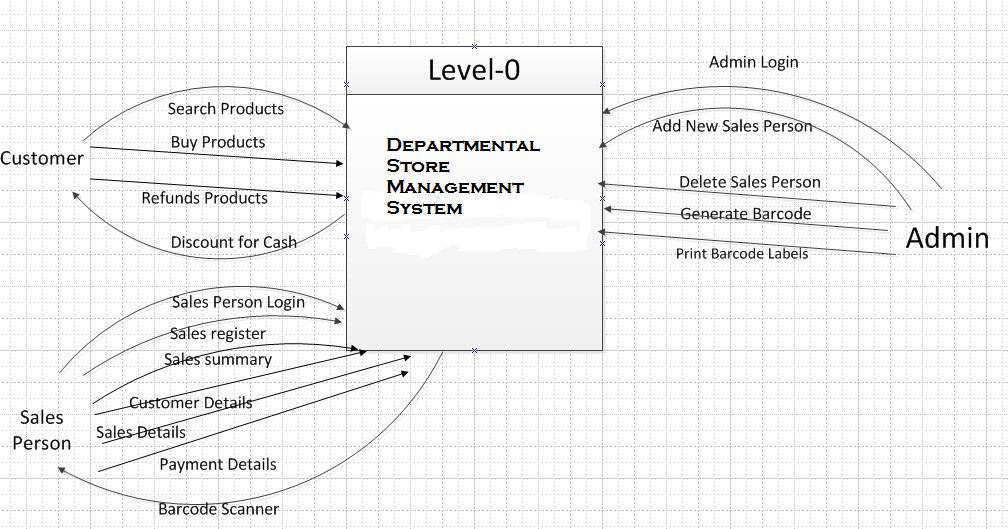 Level-0
Admin Login
Search Products
Add New Sales Person
Buy Products
Departmental
Store
Management
System
Customer
Delete Sales Person
Refunds Products
Generate Barcode
Discount for Cash
Admin
Print Barcode Labels
Sales Person Login
Sales register
Sales summary
Customer Details
Sales
Person
Sales Details
Payment Details
Barcode Scanner